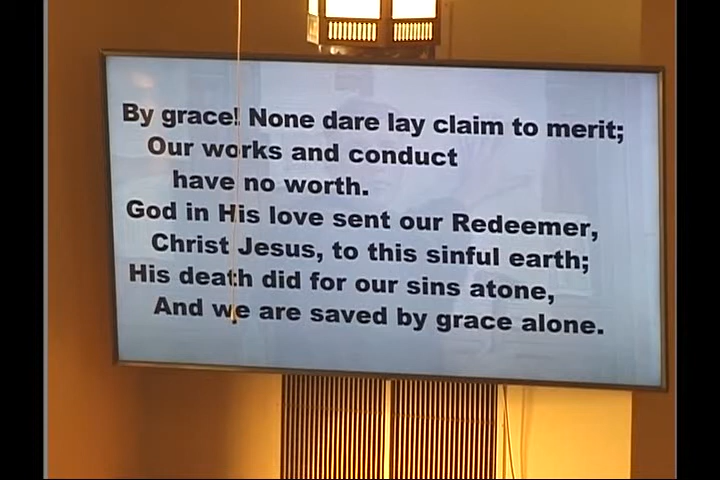 By grace! None dare lay claim to merit;
Our works and conduct
have no worth.
God in His love sent our Redeemer,
Christ Jesus, to this sinful earth;
His death did for our sins atone,
And we are saved by grace alone.